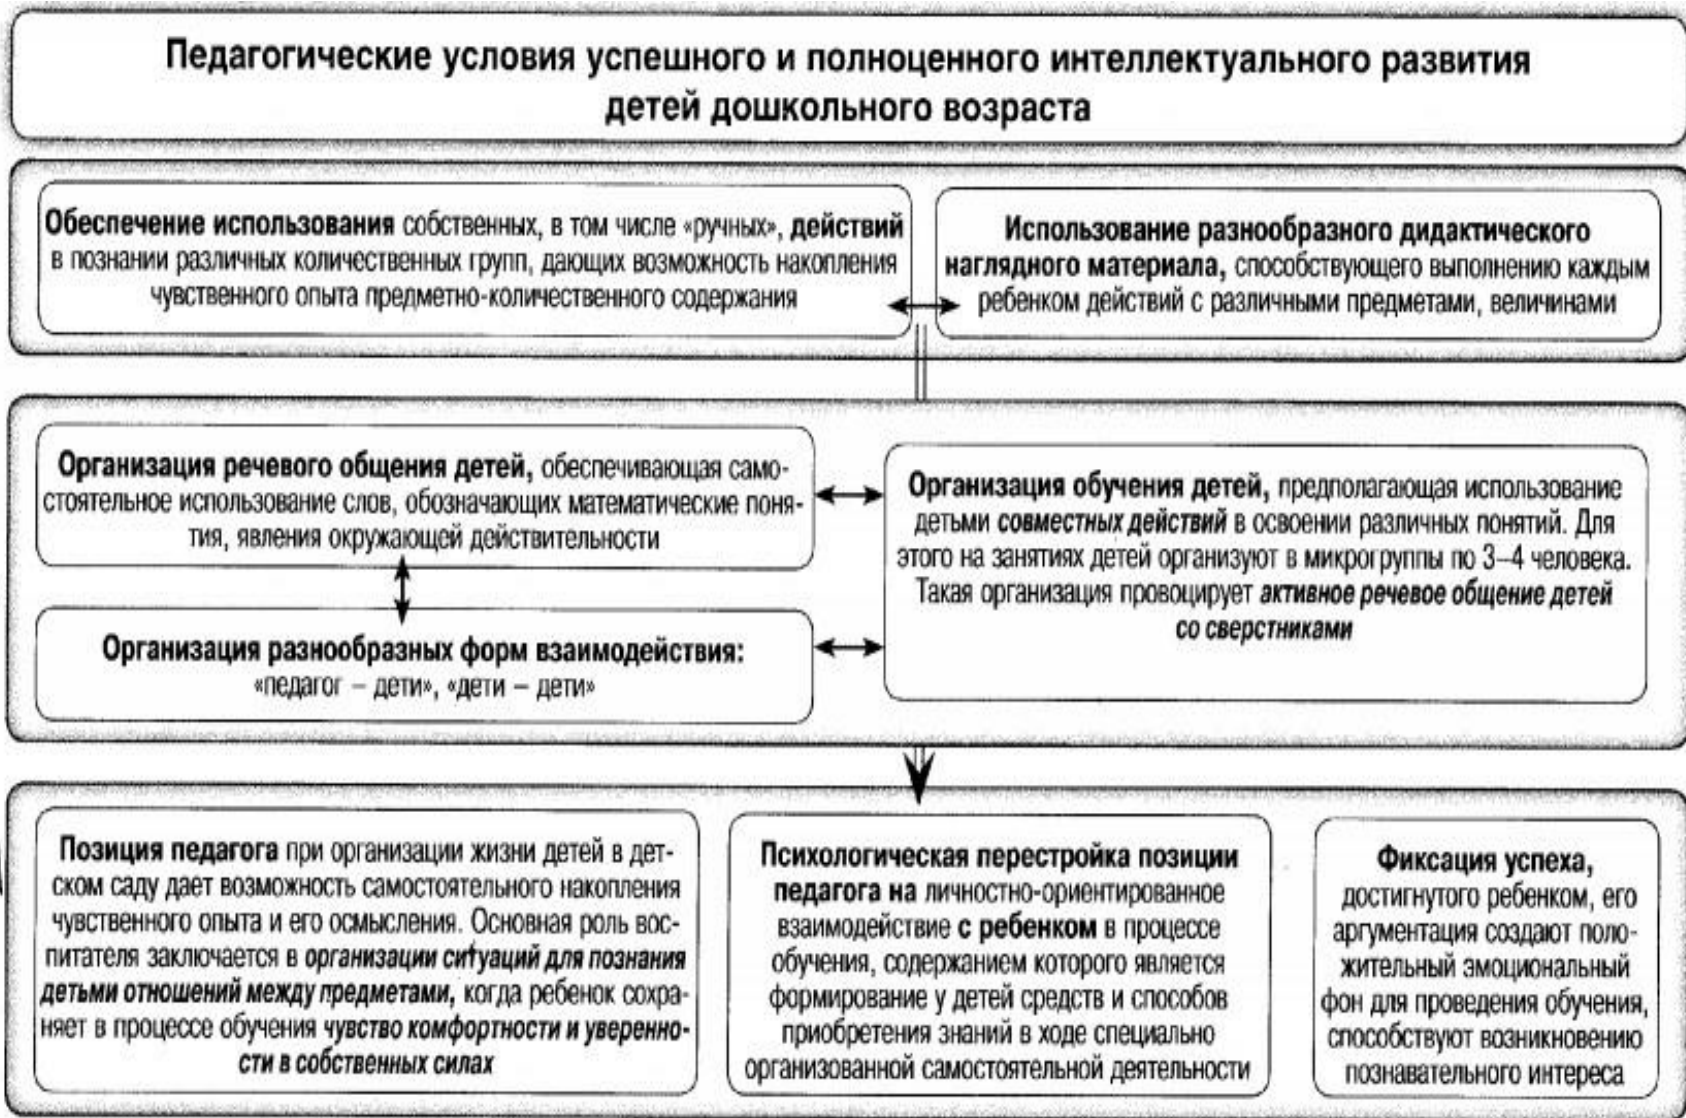 Педагогические условия успешного и полноценного интеллектуального развития
детей дошкольного возраста
Обеспечение использования собственных, в том числе «ручных», действий
в познании различных количественных групп, дающих возможность накопления
чувственного опыта предметно-количественного содержания
Использование разнообразного дидактического
наглядного материала, способствующего выполнению каждым
ребенком действий с различными предметами, величинами
Организация речевого общения детей, обеспечивающая само-
стоятельное использование слов, обозначающих математические поня-
тия, явления окружающей действительности
Организация обучения детей, предполагающая использование
детьми совместных действий в освоении различных понятий. Для
этого на занятиях детей организуют в микрогруппы по 3–4 человека.
Такая организация провоцирует активное речевое общение детей
со сверстниками
Организация разнообразных форм взаимодействия:
«педагог – дети», «дети – дети»
Позиция педагога при организации жизни детей в дет-
ском саду дает возможность самостоятельного накопления
чувственного опыта и его осмысления. Основная роль вос-
питателя заключается в организации ситуаций для познания
детьми отношений между предметами, когда ребенок сохра-
няет в процессе обучения чувство комфортности и уверенно-
сти в собственных силах
Психологическая перестройка позиции
педагога на личностно-ориентированное
взаимодействие с ребенком в процессе
обучения, содержанием которого является
формирование у детей средств и способов
приобретения знаний в ходе специально
организованной самостоятельной деятельности
Фиксация успеха,
достигнутого ребенком, его
аргументация создают поло-
жительный эмоциональный
фон для проведения обучения,
способствуют возникновению
познавательного интереса